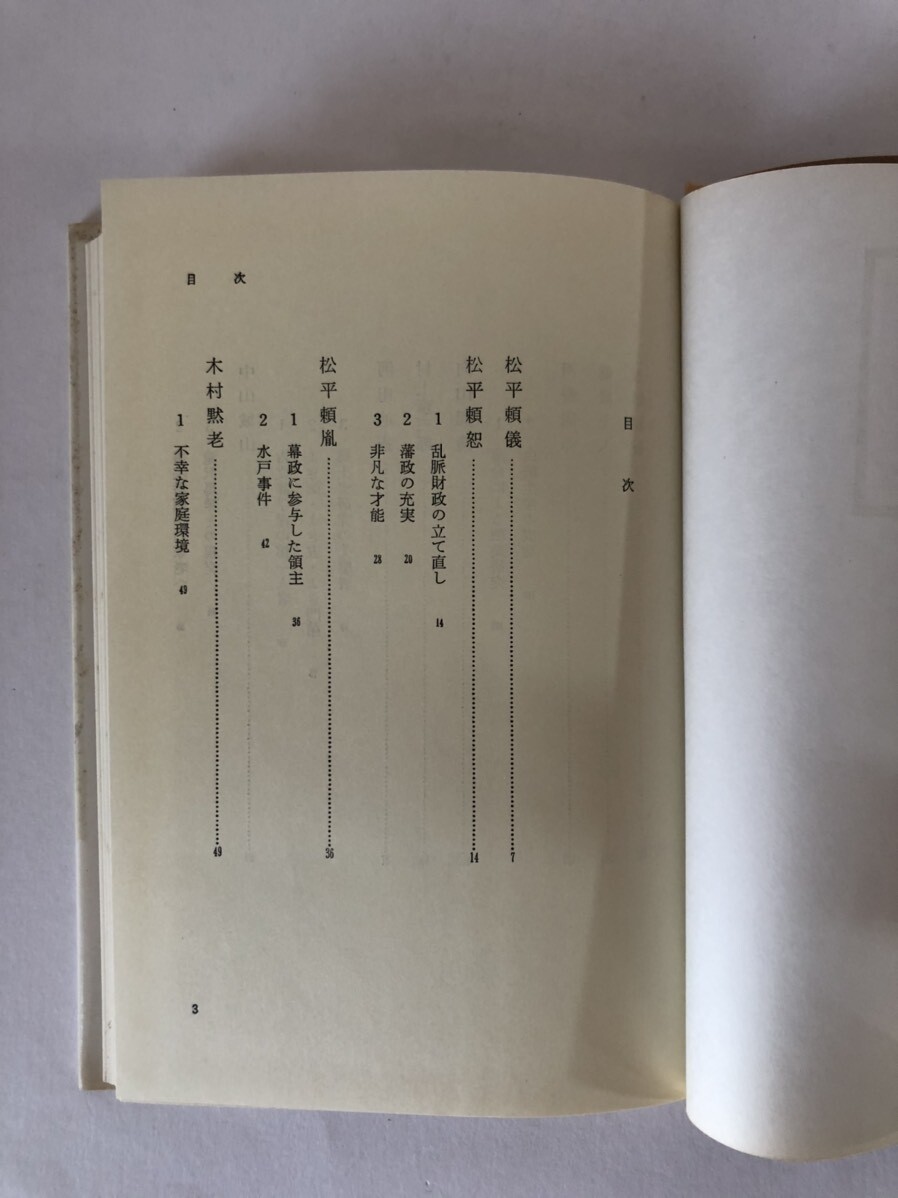 目次
目次
松平頼儀……7
松平頼恕……14
1 乱脈財政の立て直し 14
2 藩政の充実 20
3 非凡な才能 28
松平頼胤……36
1 幕政に参与した領主 36
2 水戸事件 42
木村黙老……49
1 不幸な家庭環境 49
3